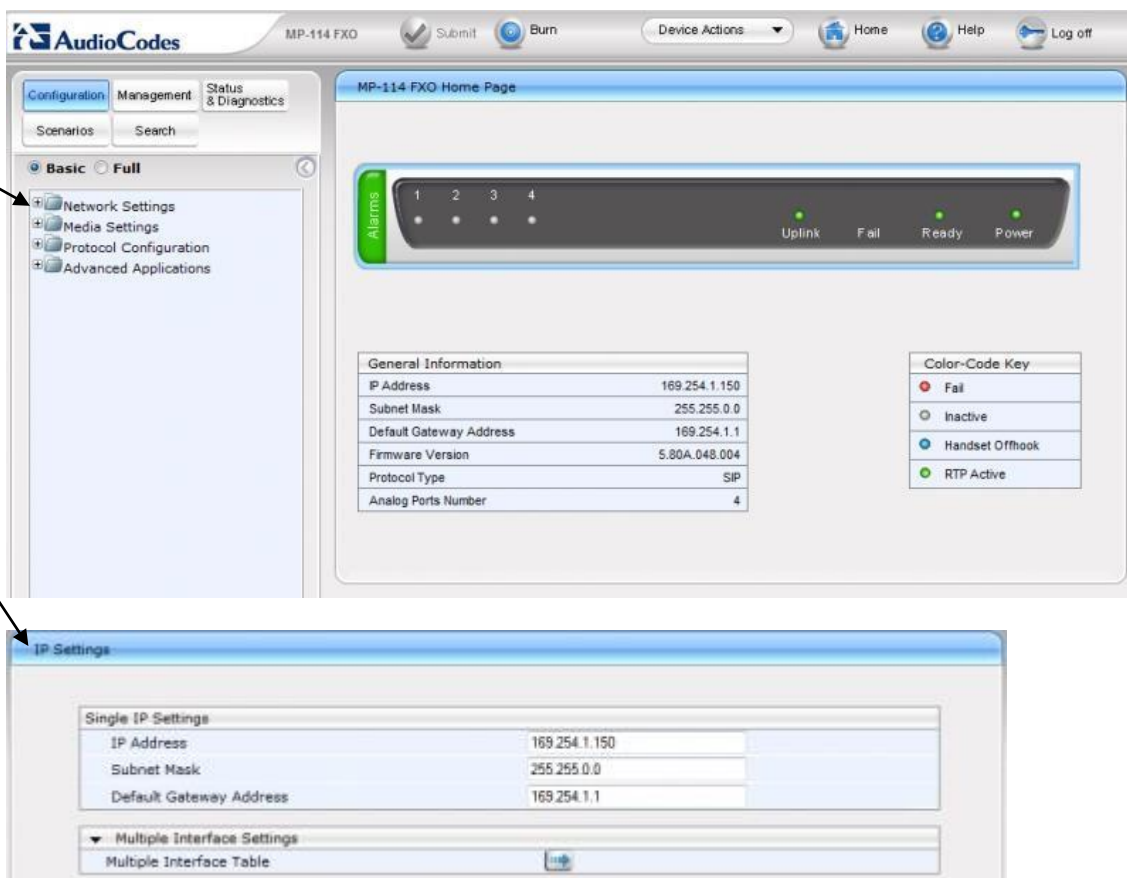 AudioCodes MP-114 FXO Submit Burn Device Actions Home Help Log off
Configuration Management Status & Diagnostics
Scenarios Search
Basic Full
Network Settings
Media Settings
Protocol Configuration
Advanced Applications
MP-114 FXO Home Page
Alarms
1 2 3 4
Uplink Fail Ready Power
General Information
IP Address 169.254.1.150
Subnet Mask 255.255.0.0
Default Gateway Address 169.254.1.1
Firmware Version 5.80A.048.004
Protocol Type SIP
Analog Ports Number 4
Color-Code Key
Fail
Inactive
Handset Offhook
RTP Active
IP Settings
Single IP Settings
IP Address 169.254.1.150
Subnet Mask 255.255.0.0
Default Gateway Address 169.254.1.1
Multiple Interface Settings
Multiple Interface Table